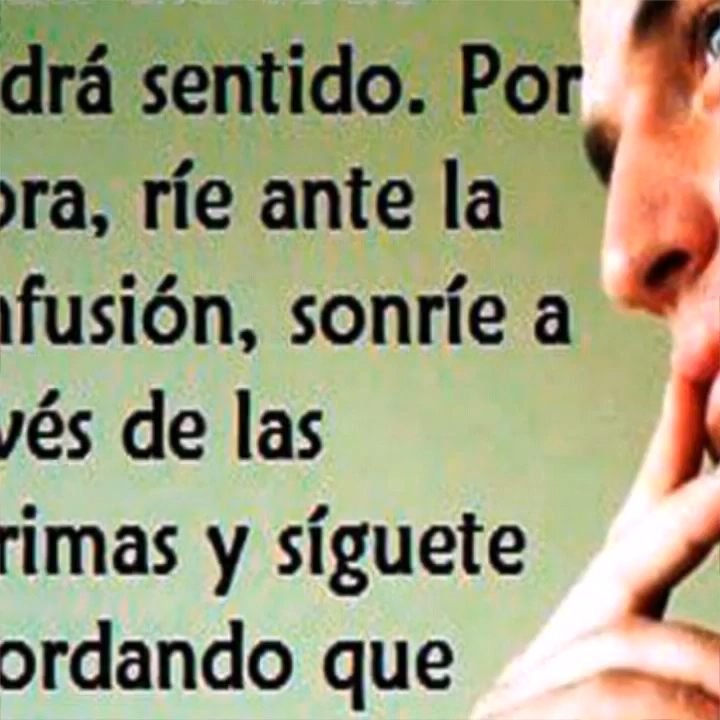 drá sentido. Por
ora, ríe ante la
nfusión, sonríe a
vés de las
rimas y síguete
ordando que